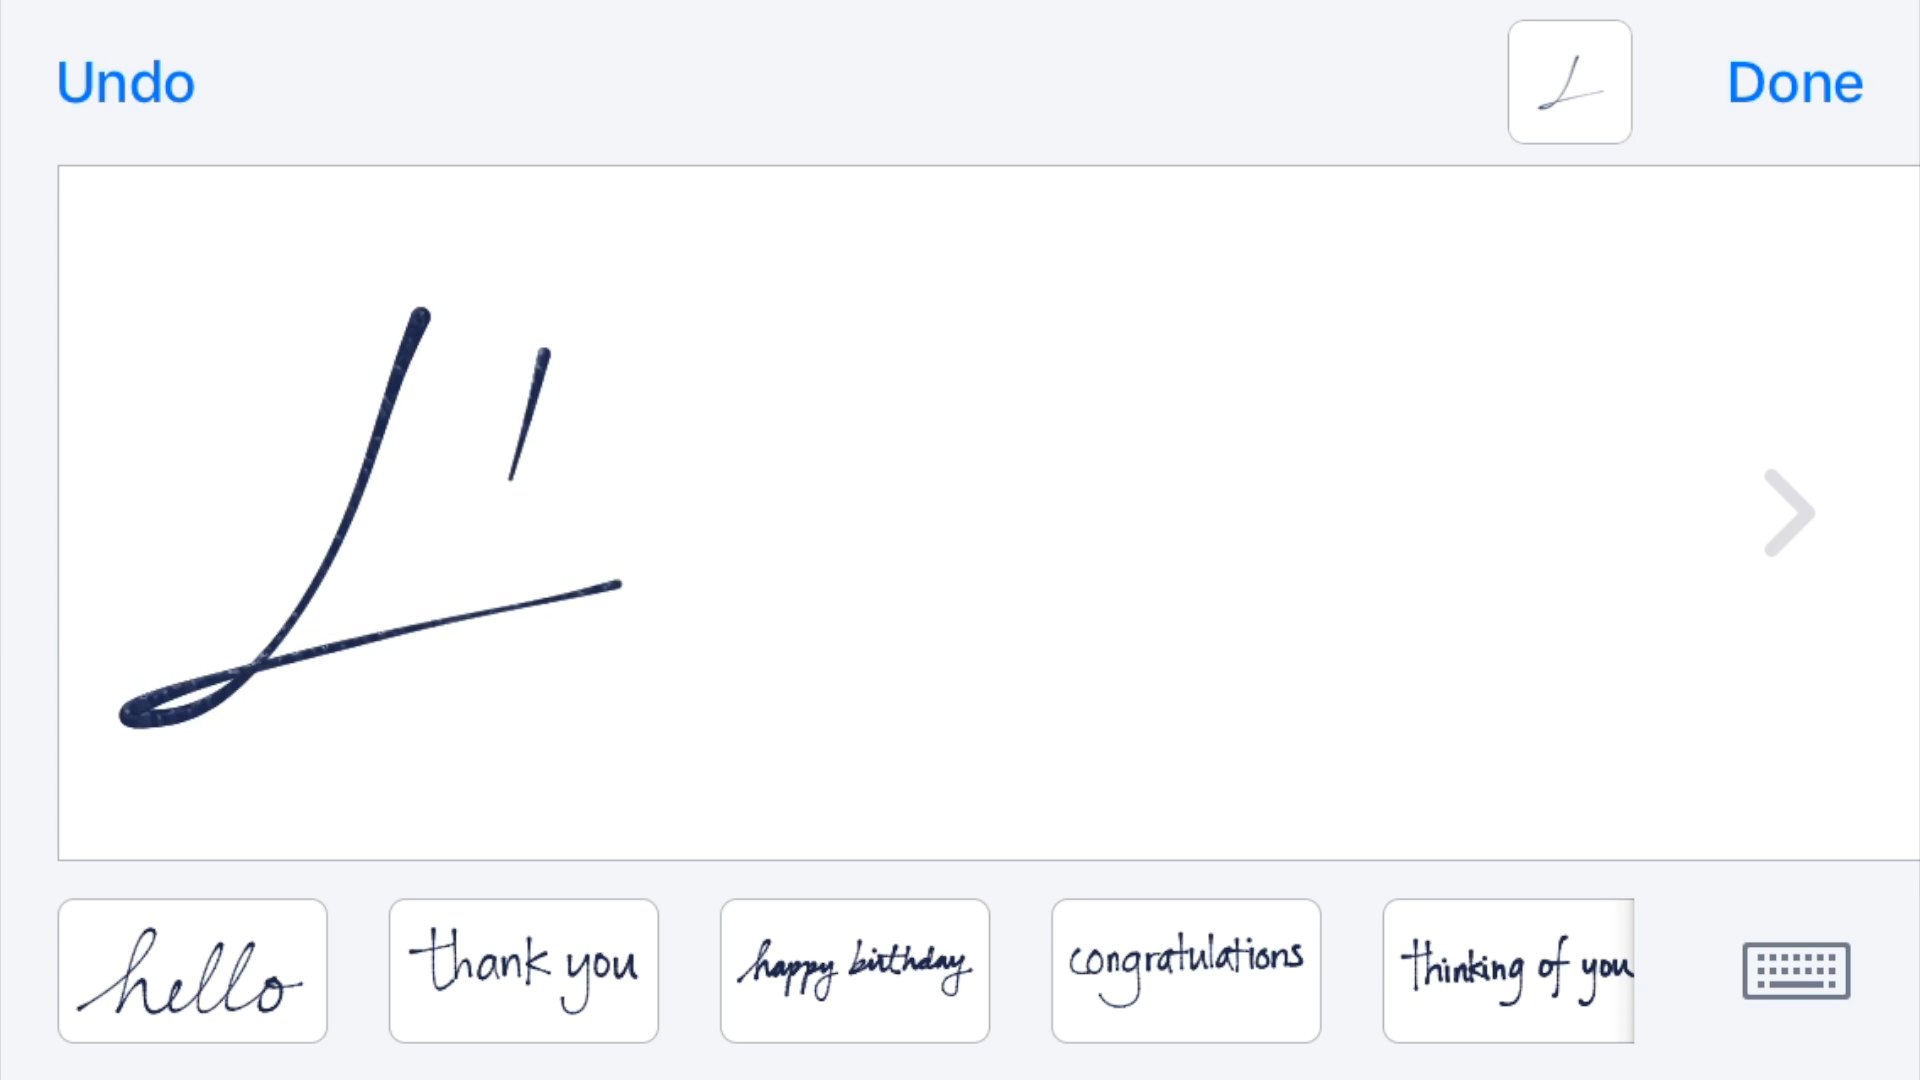 Undo
Done
L'
hello
thank you
happy birthday
congratulations
thinking of you